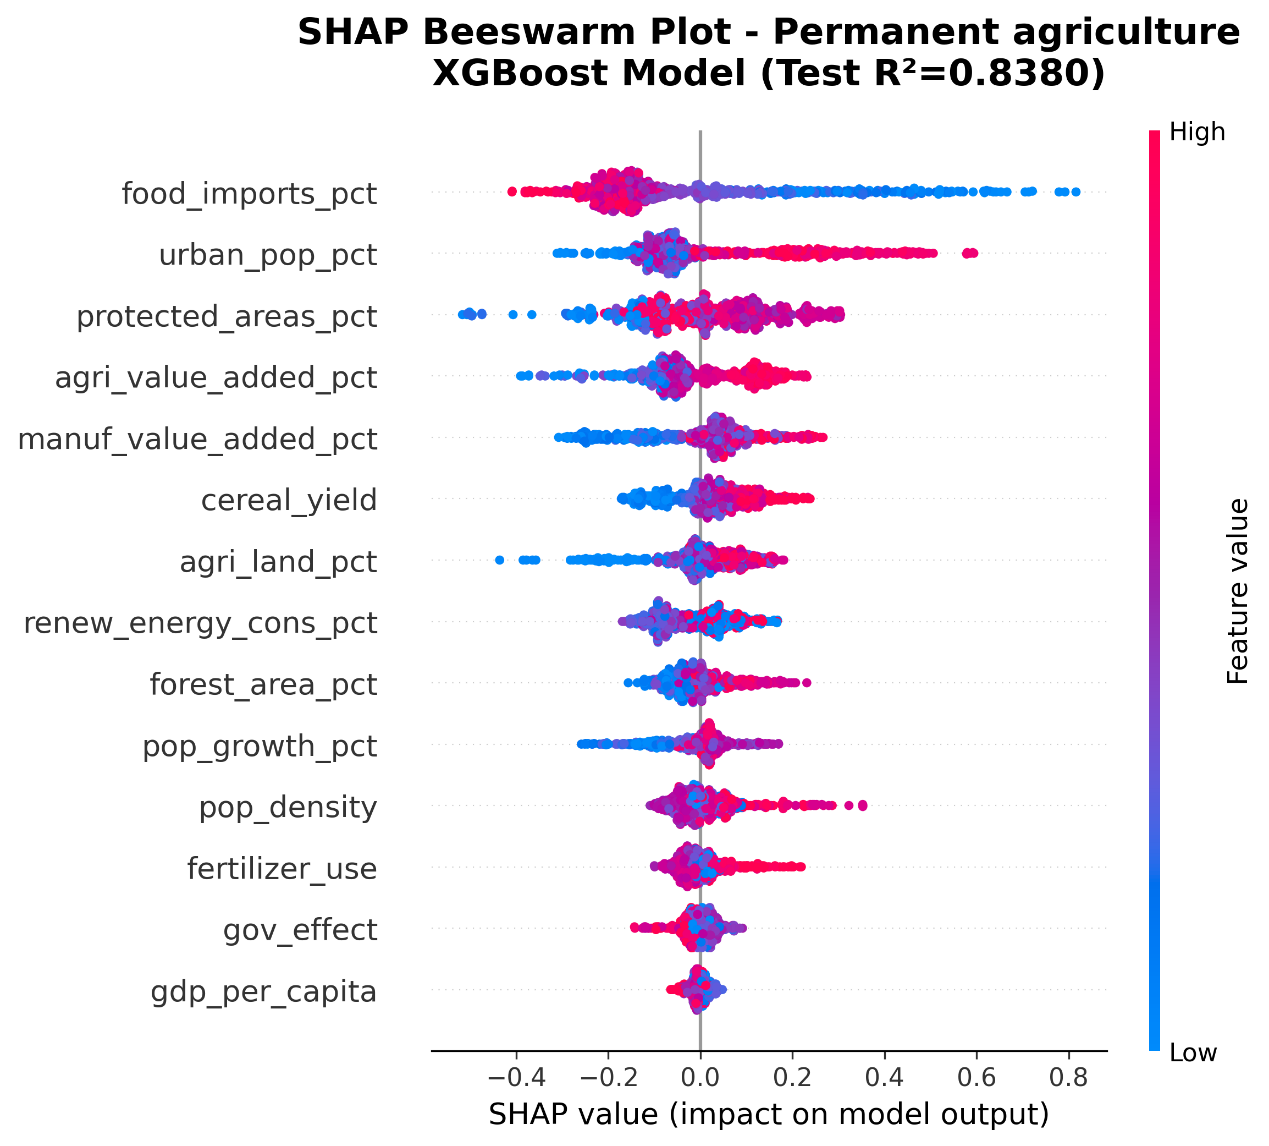 SHAP Beeswarm Plot - Permanent agriculture
XGBoost Model (Test R²=0.8380)
High
food_imports_pct
urban_pop_pct
protected_areas_pct
agri_value_added_pct
manuf_value_added_pct
cereal_yield
agri_land_pct
renew_energy_cons_pct
forest_area_pct
pop_growth_pct
pop_density
fertilizer_use
gov_effect
gdp_per_capita
Feature value
Low
−0.4 −0.2 0.0 0.2 0.4 0.6 0.8
SHAP value (impact on model output)